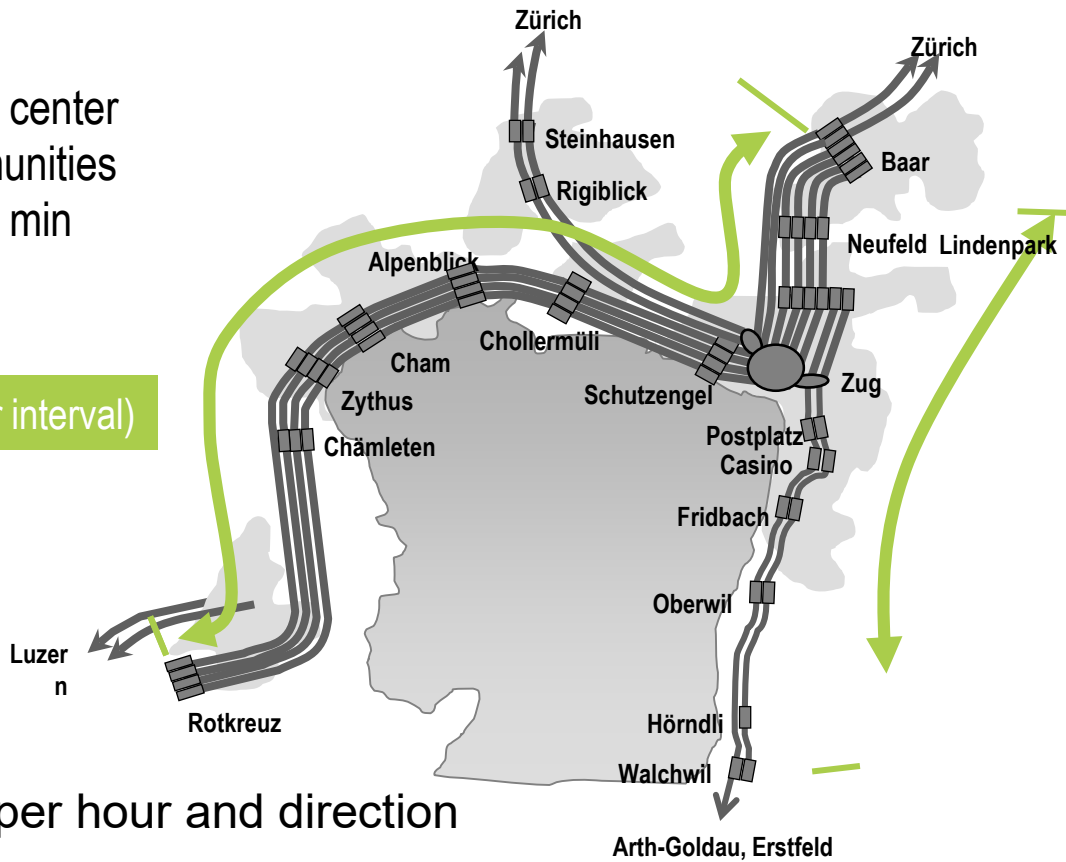 Zürich
Zürich
center
munities
min
Steinhausen
Baar
Rigiblick
Neufeld Lindenpark
Alpenblick
Chollermüli
Cham
Schutzengel
Zug
Zythus
r interval)
Postplatz
Chämleten
Casino
Fridbach
Oberwil
Luzer
n
Rotkreuz
Hörndli
Walchwil
per hour and direction
Arth-Goldau, Erstfeld